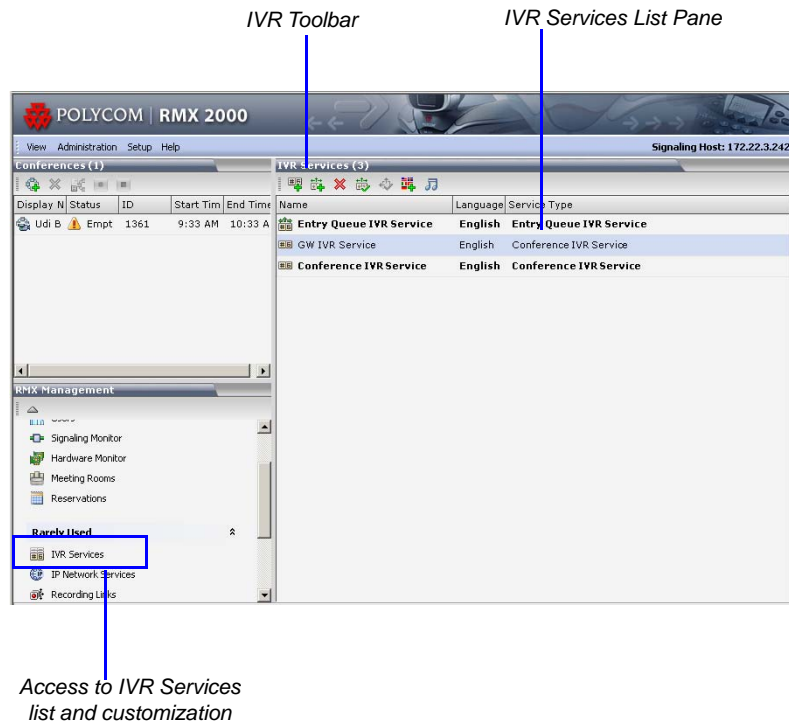 IVR Toolbar
IVR Services List Pane
POLYCOM | RMX 2000
View Administration Setup Help
Signaling Host: 172.22.3.242
Conferences (1)
Display N Status ID Start Tim End Time
Udi B Empt 1361 9:33 AM 10:33 A
IVR Services (3)
Name Language Service Type
Entry Queue IVR Service English Entry Queue IVR Service
GW IVR Service English Conference IVR Service
Conference IVR Service English Conference IVR Service
RMX Management
Users
Signaling Monitor
Hardware Monitor
Meeting Rooms
Reservations
Rarely Used
IVR Services
IP Network Services
Recording Links
Access to IVR Services
list and customization